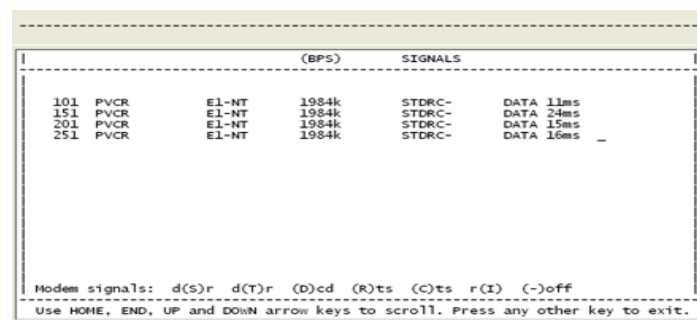 (BPS) SIGNALS
101 PVCR E1-NT 1984k STDRC- DATA 11ms
151 PVCR E1-NT 1984k STDRC- DATA 24ms
201 PVCR E1-NT 1984k STDRC- DATA 15ms
251 PVCR E1-NT 1984k STDRC- DATA 16ms _
Modem signals: d(S)r d(T)r (D)cd (R)ts (C)ts r(I) (-)off
Use HOME, END, UP and DOWN arrow keys to scroll. Press any other key to exit.